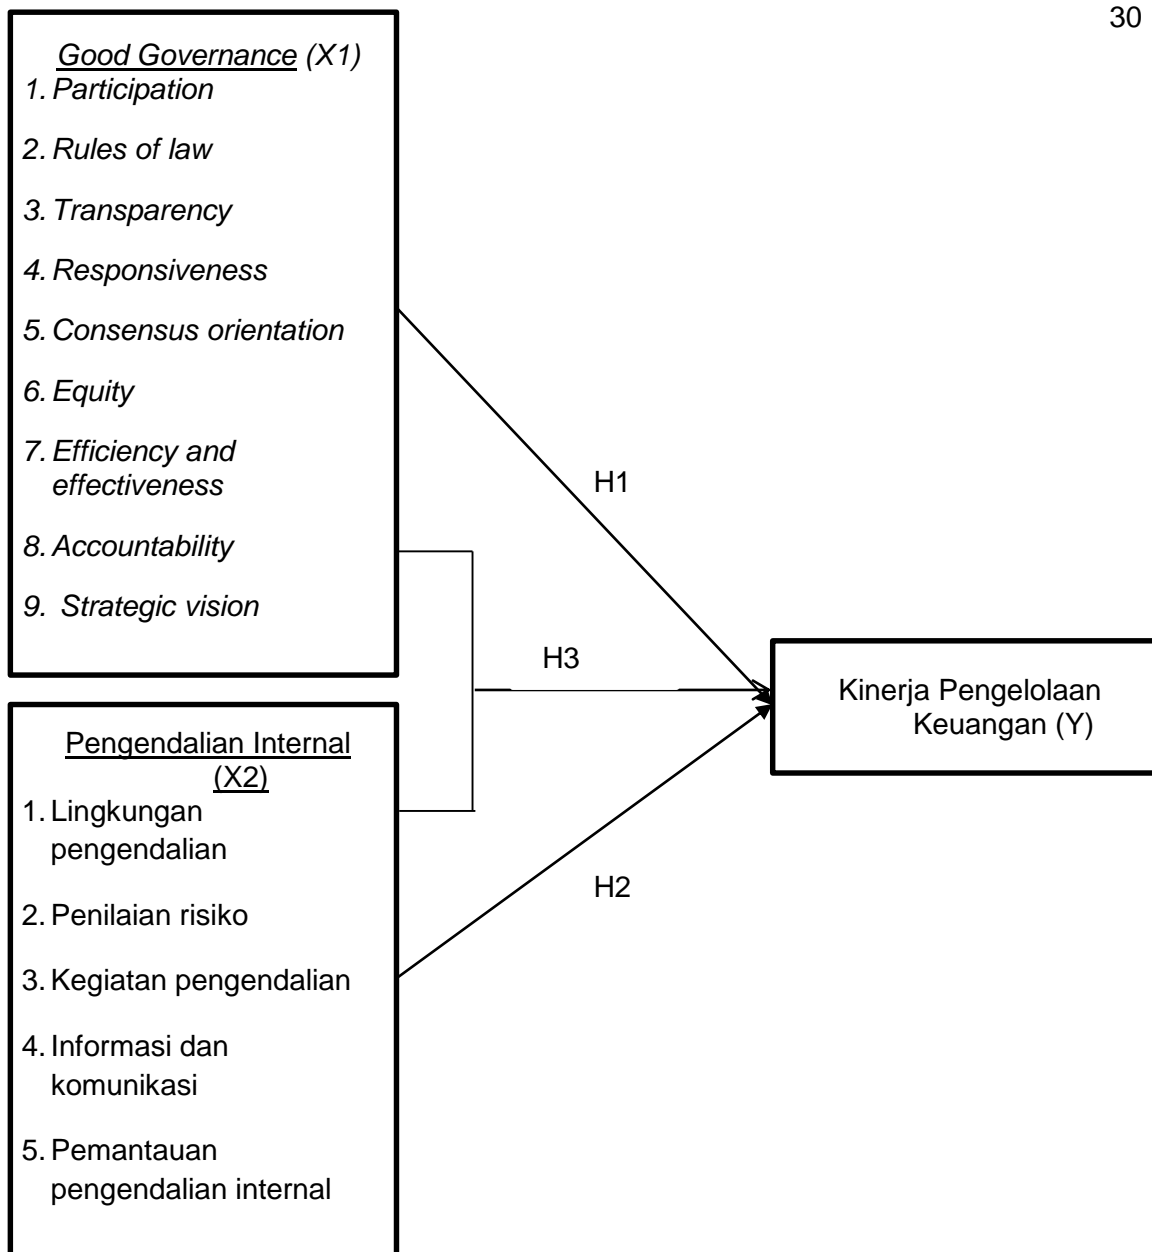 30
Good Governance (X1)
1. Participation
2. Rules of law
3. Transparency
4. Responsiveness
5. Consensus orientation
6. Equity
7. Efficiency and
effectiveness
8. Accountability
9. Strategic vision
H1
H3
Kinerja Pengelolaan
Keuangan (Y)
Pengendalian Internal
(X2)
1. Lingkungan
pengendalian
2. Penilaian risiko
3. Kegiatan pengendalian
4. Informasi dan
komunikasi
5. Pemantauan
pengendalian internal
H2